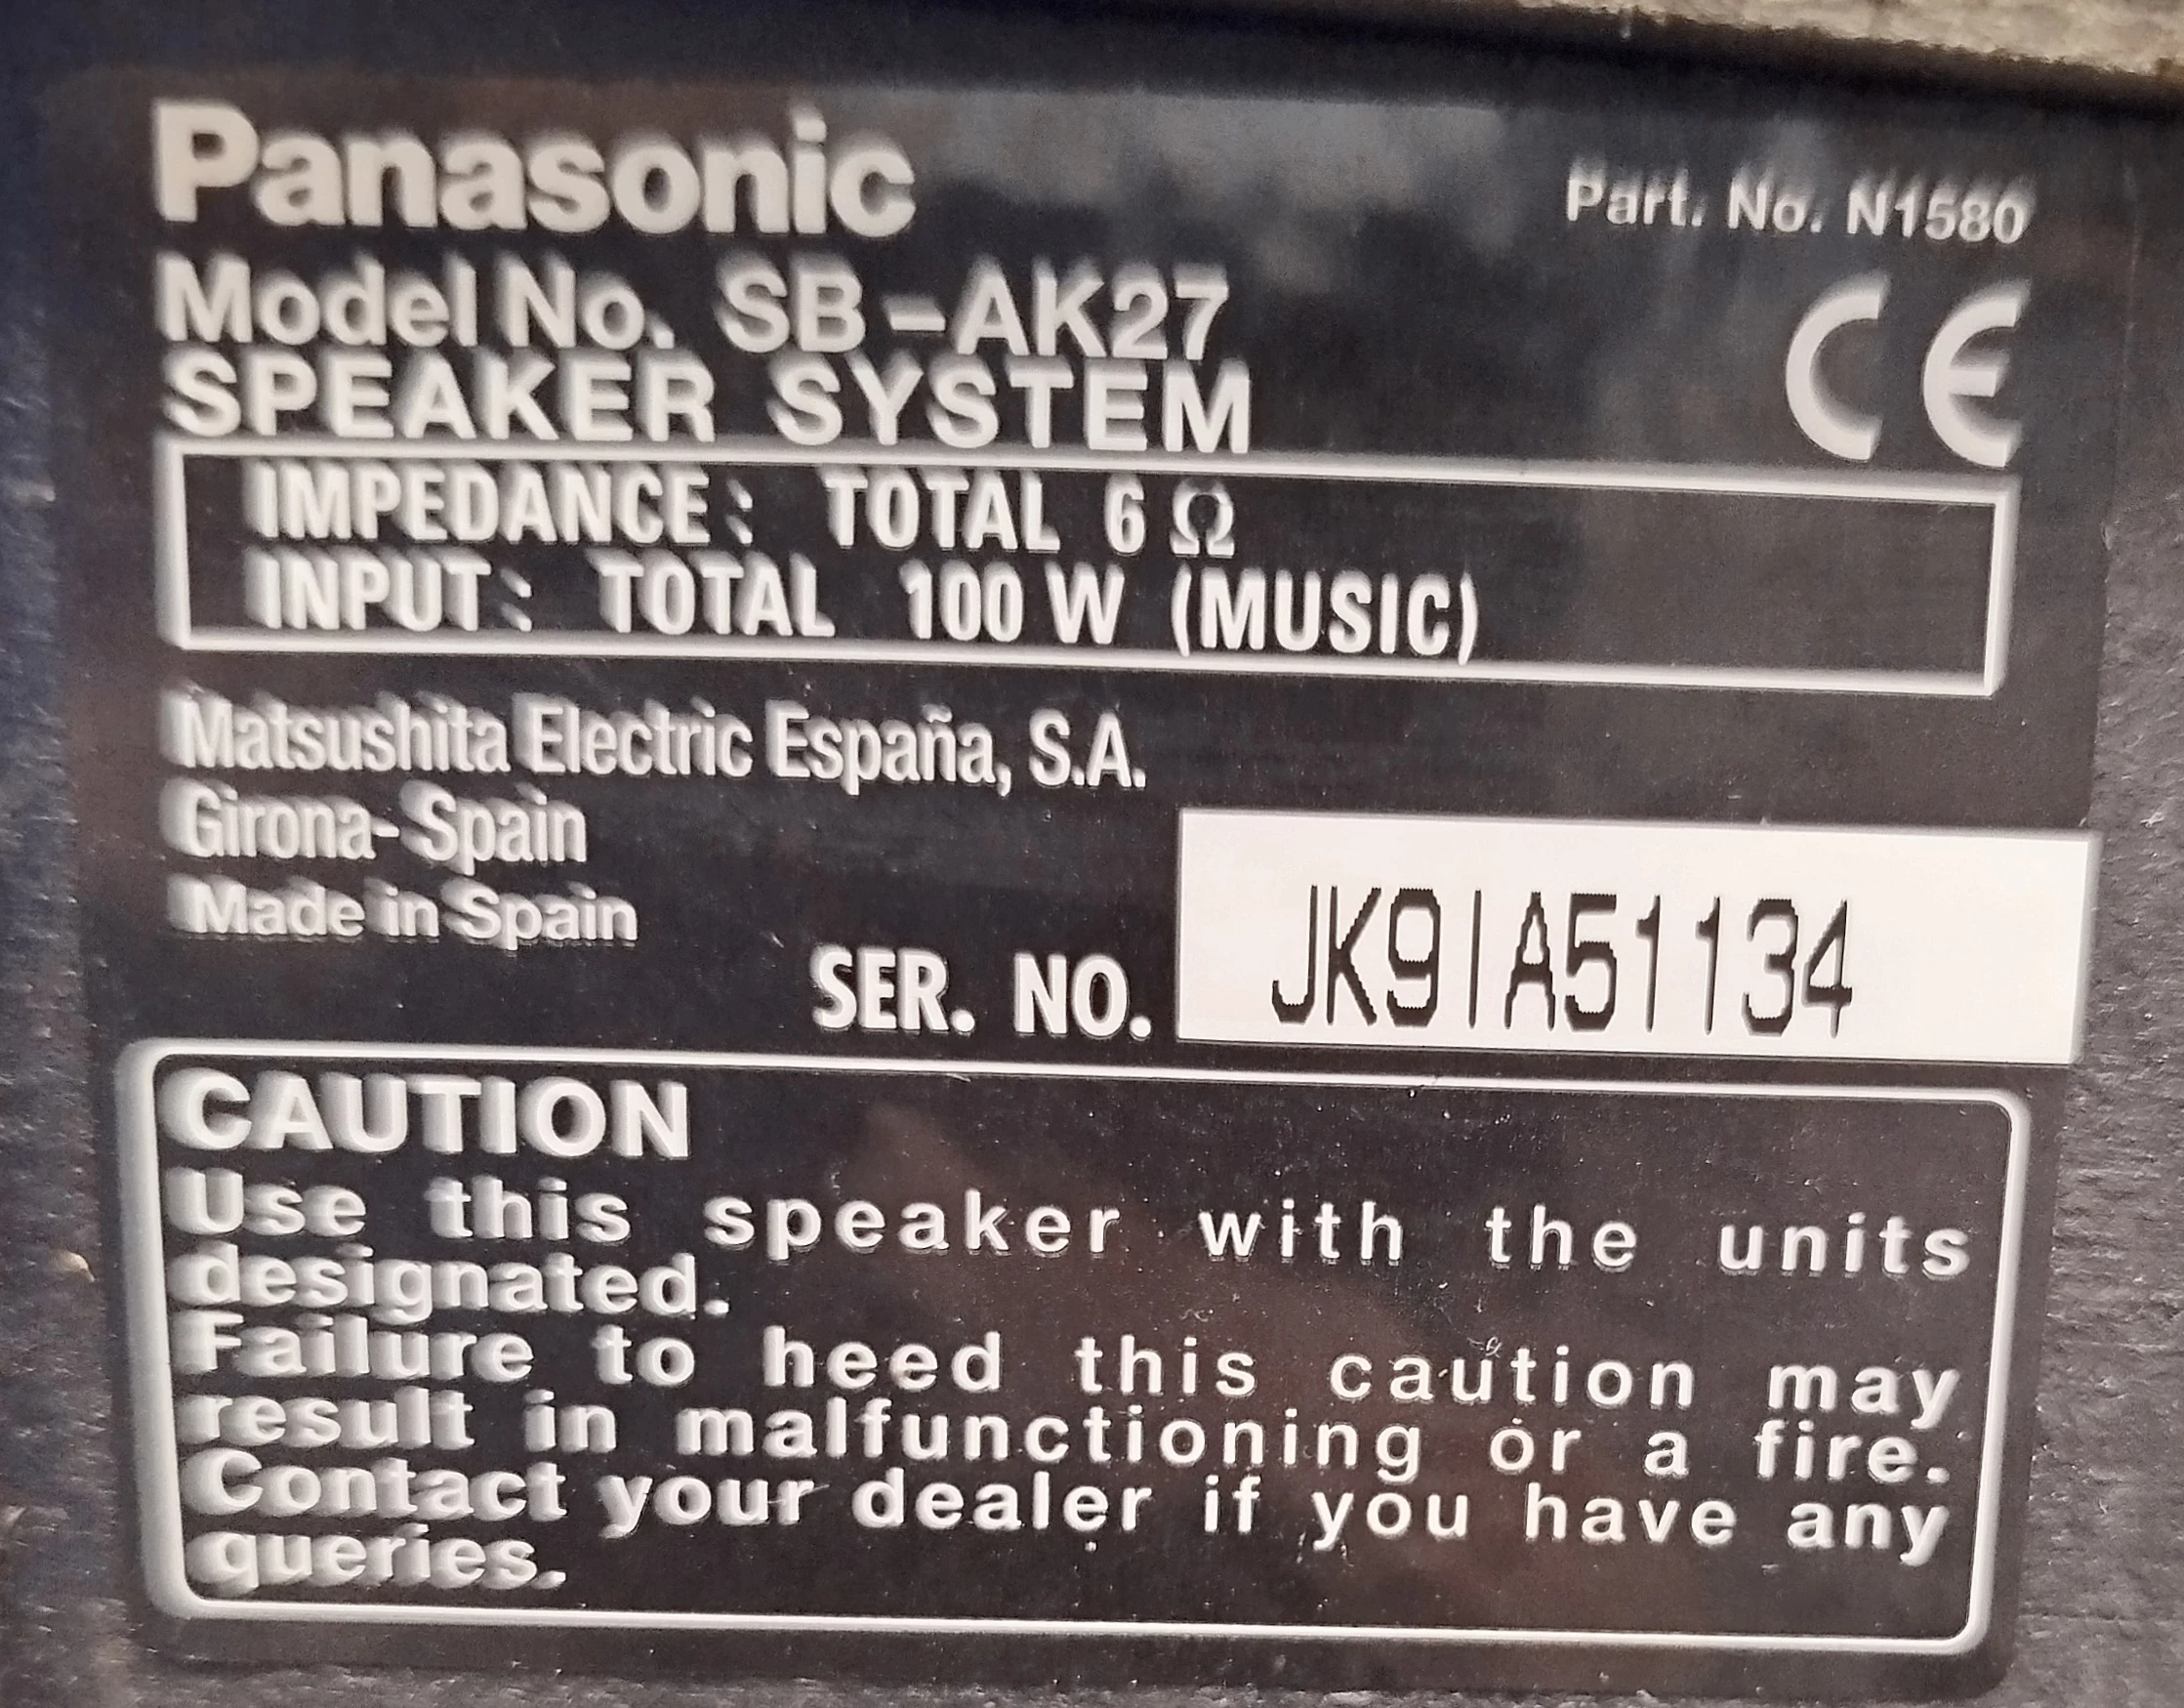 Panasonic
Part. No. N1580
Model No. SB-AK27
CE
SPEAKER SYSTEM
IMPEDANCE: TOTAL 6 Ω
INPUT: TOTAL 100 W (MUSIC)
Matsushita Electric España, S.A.
Girona-Spain
Made in Spain
SER. NO. JK9IA51134
CAUTION
Use this speaker with the units
designated.
Failure to heed this caution may
result in malfunctioning or a fire.
Contact your dealer if you have any
queries.